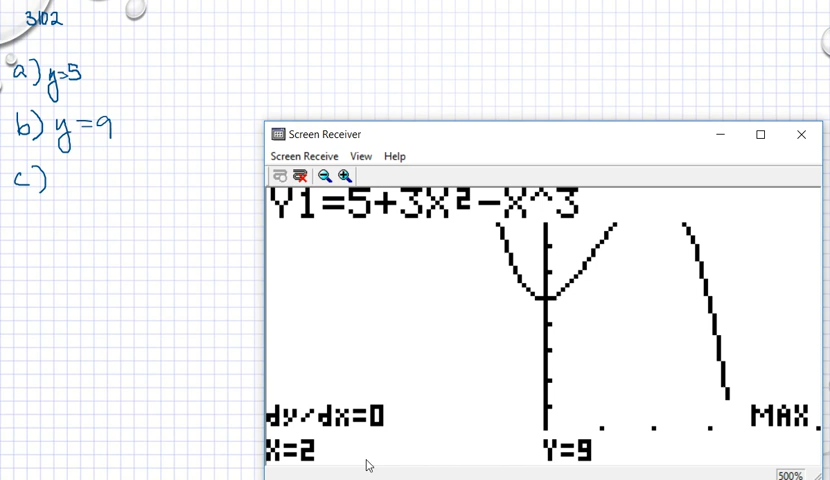 3102
a) y=5
b) y=9
c)
Screen Receiver
Screen Receive View Help
Y1=5+3X²-X^3
dy/dx=0 MAX
X=2 Y=9
500%